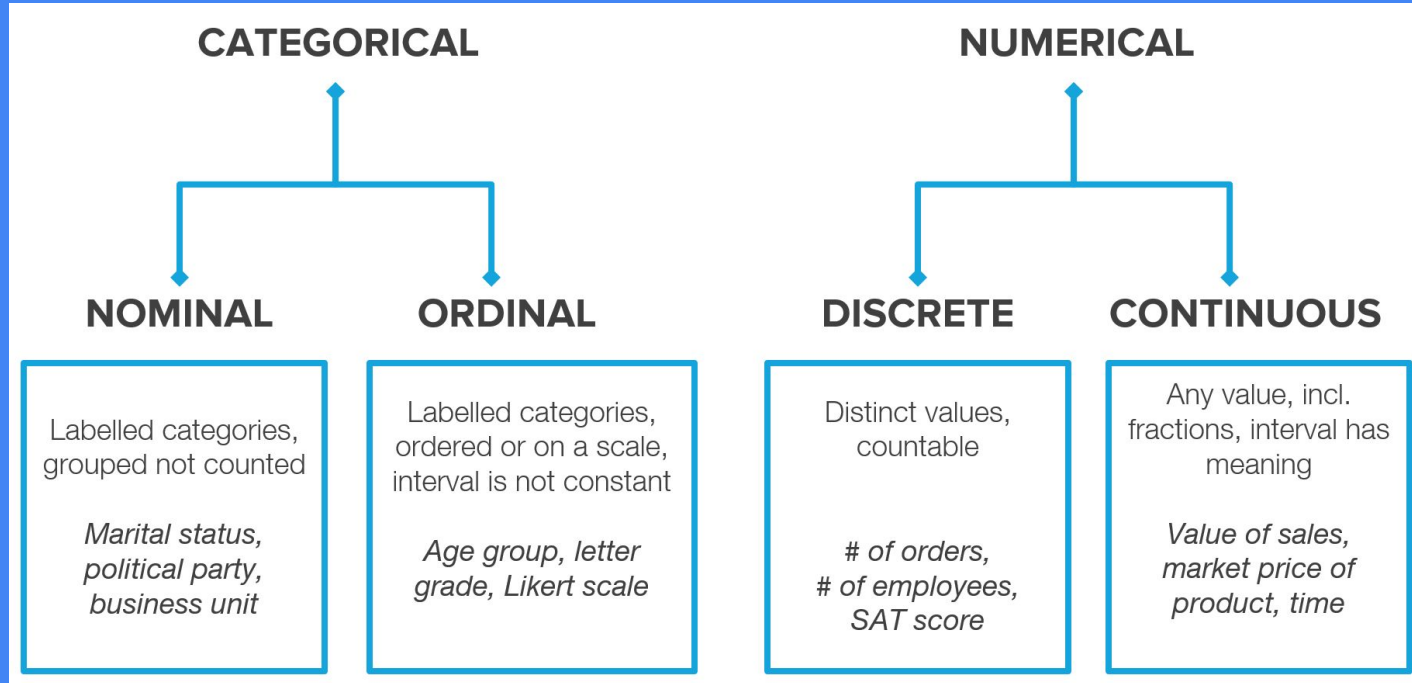 CATEGORICAL
NUMERICAL
NOMINAL
ORDINAL
DISCRETE
CONTINUOUS
Labelled categories,
grouped not counted
Marital status,
political party,
business unit
Labelled categories,
ordered or on a scale,
interval is not constant
Age group, letter
grade, Likert scale
Distinct values,
countable
# of orders,
# of employees,
SAT score
Any value, incl.
fractions, interval has
meaning
Value of sales,
market price of
product, time